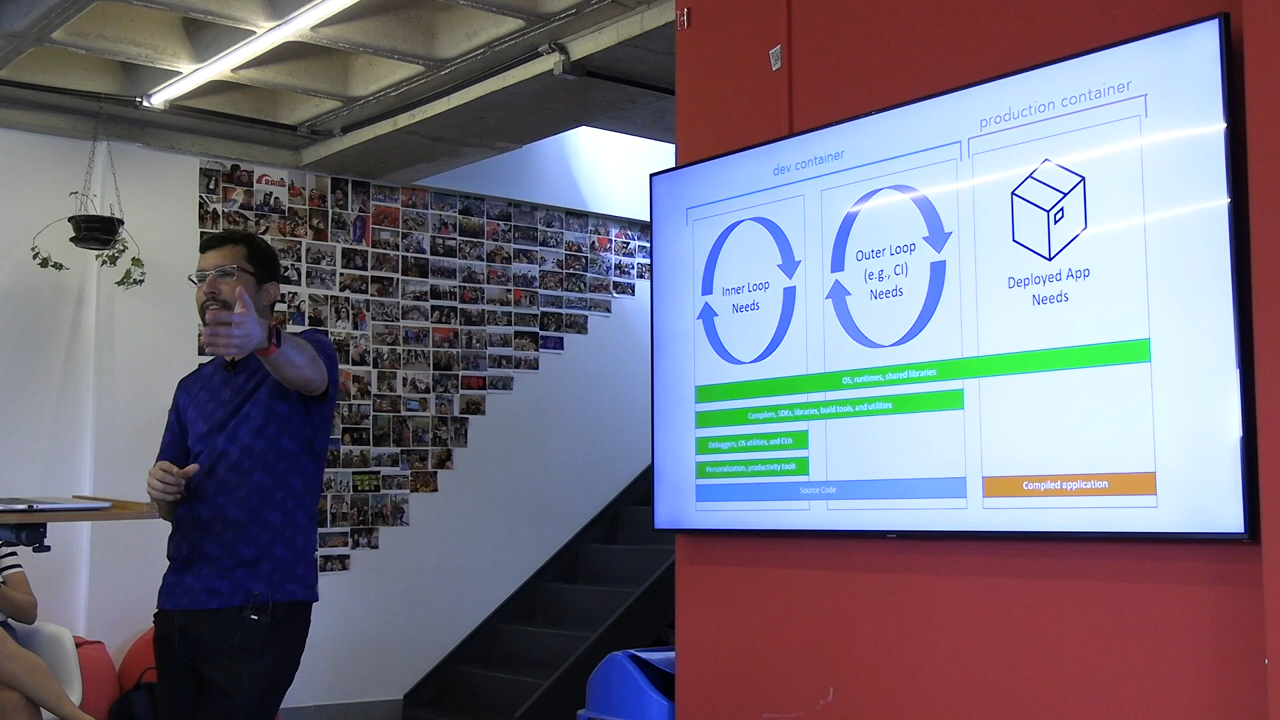 RAILS
dev container
production container
Inner Loop
Needs
Outer Loop
(e.g., CI)
Needs
Deployed App
Needs
OS, runtimes, shared libraries
Compilers, SDKs, libraries, build tools, and utilities
Debuggers, OS utilities, and CLIs
Personalization, productivity tools
Source Code
Compiled application